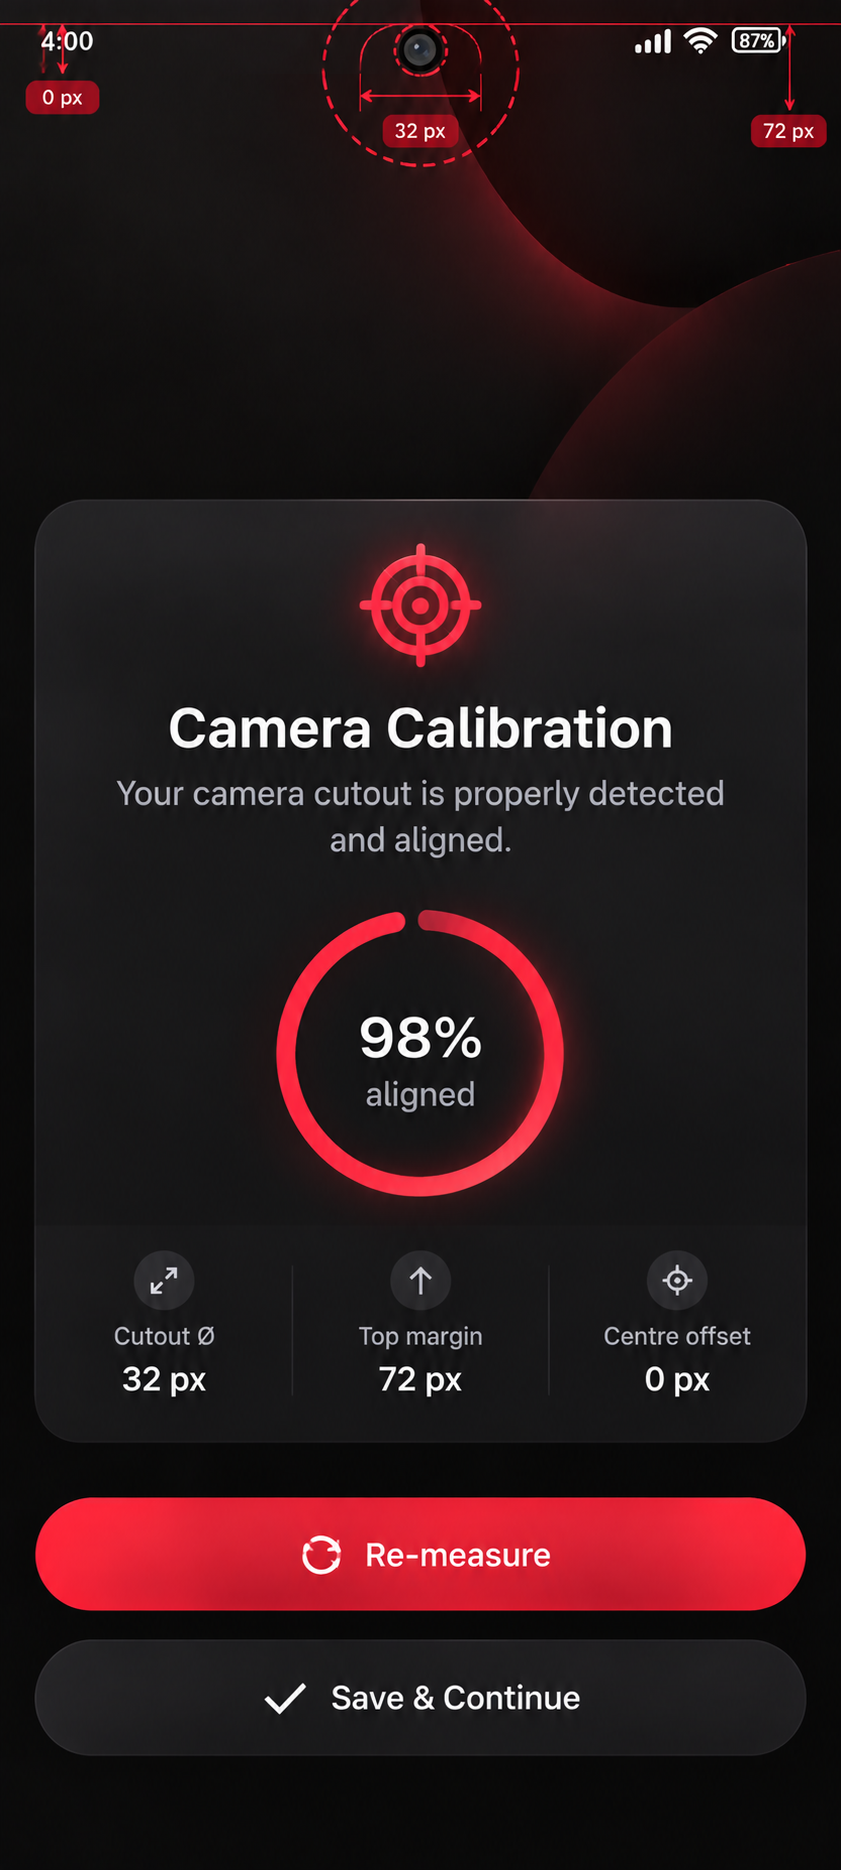 4:00
87%
0 px
32 px
72 px
Camera Calibration
Your camera cutout is properly detected
and aligned.
98%
aligned
Cutout Ø
32 px
Top margin
72 px
Centre offset
0 px
Re-measure
Save & Continue